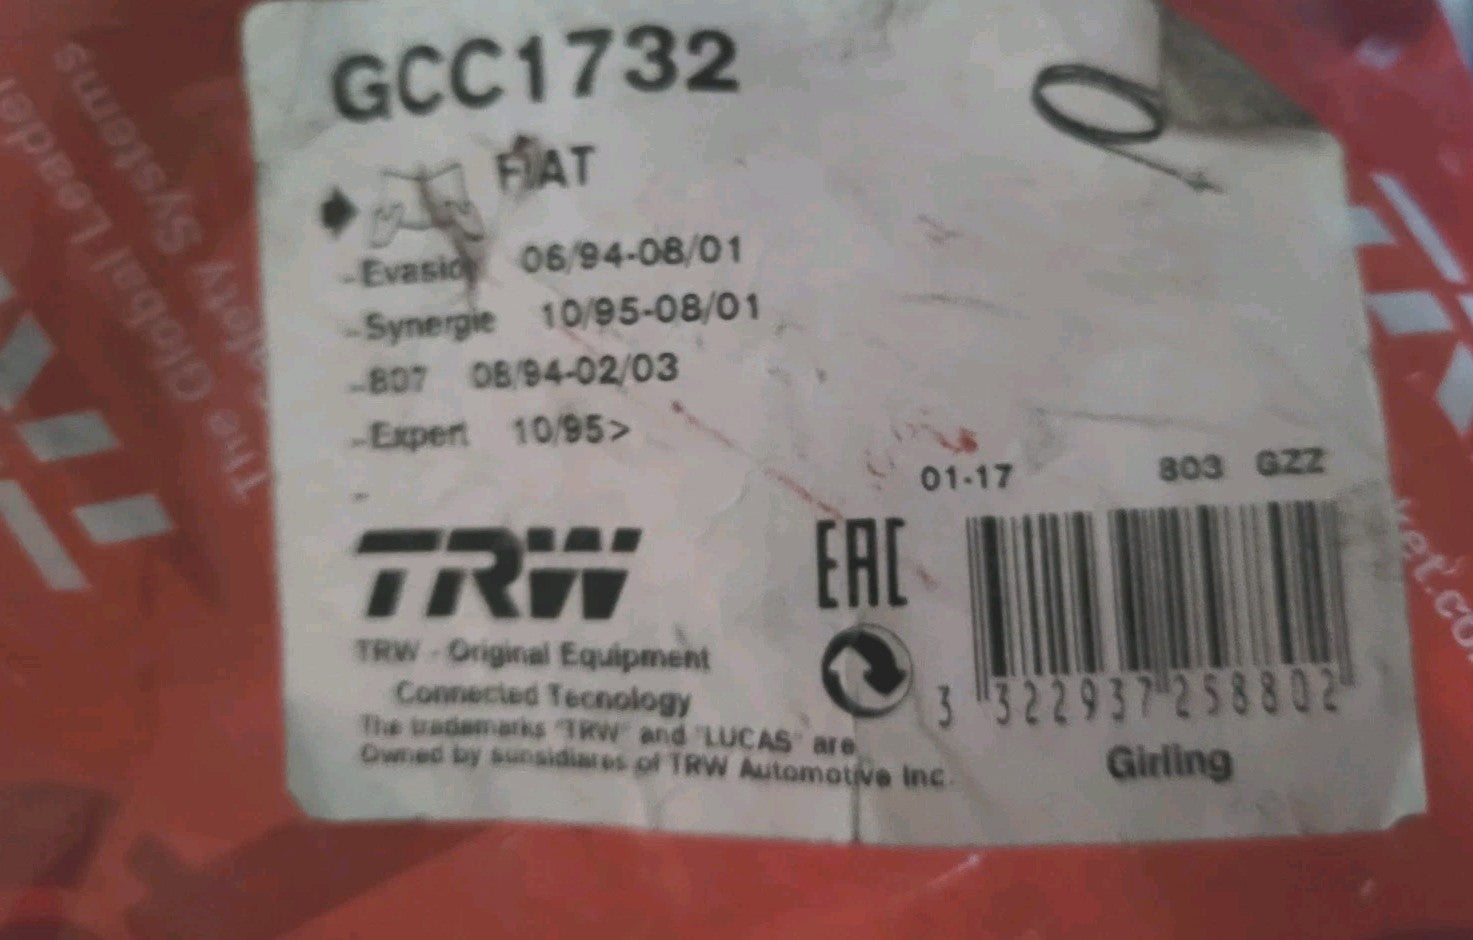 GCC1732
FIAT
-Evasio 06/94-08/01
-Synergie 10/95-08/01
-807 08/94-02/03
-Expert 10/95>
-
01-17 803 GZZ
TRW
EAC
TRW - Original Equipment
Connected Tecnology
The trademarks "TRW" and "LUCAS" are
Owned by sunsidiares of TRW Automotive Inc.
3 322937 258802
Girling
The Global Leader
Systems